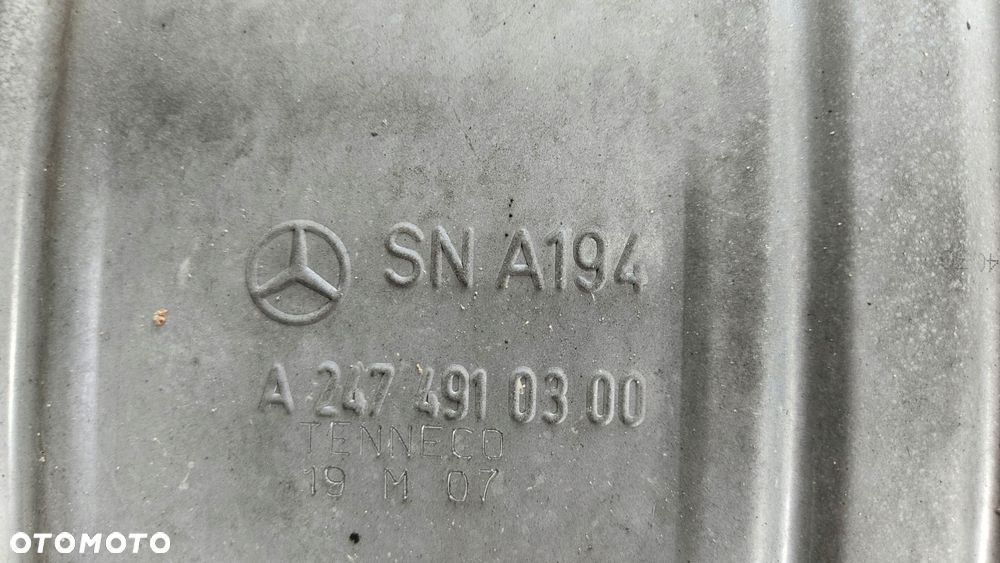 SN A194
A 247 491 03 00
TENNECO
19 M 07
OTOMOTO